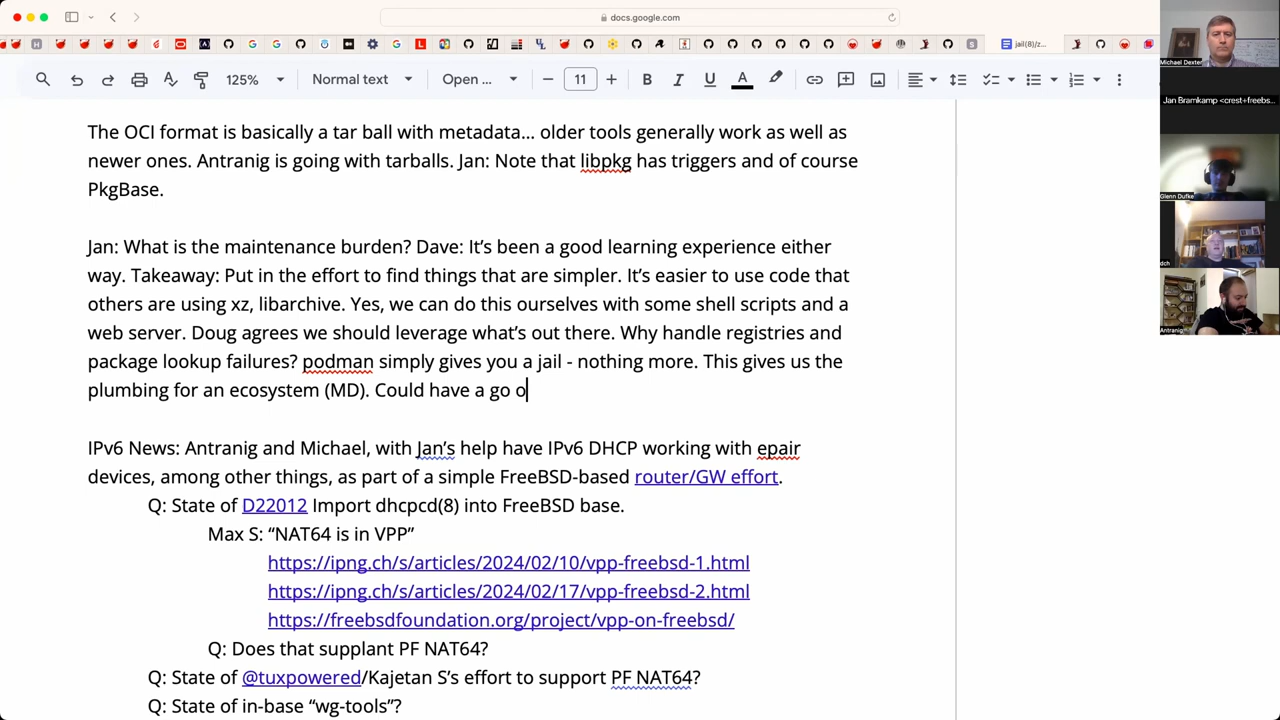 docs.google.com
jail(8)/z...
125%
Normal text
Open ...
11
B I U A
The OCI format is basically a tar ball with metadata... older tools generally work as well as
newer ones. Antranig is going with tarballs. Jan: Note that libpkg has triggers and of course
PkgBase.
Jan: What is the maintenance burden? Dave: It's been a good learning experience either
way. Takeaway: Put in the effort to find things that are simpler. It's easier to use code that
others are using xz, libarchive. Yes, we can do this ourselves with some shell scripts and a
web server. Doug agrees we should leverage what's out there. Why handle registries and
package lookup failures? podman simply gives you a jail - nothing more. This gives us the
plumbing for an ecosystem (MD). Could have a go o
IPv6 News: Antranig and Michael, with Jan's help have IPv6 DHCP working with epair
devices, among other things, as part of a simple FreeBSD-based router/GW effort.
Q: State of D22012 Import dhcpcd(8) into FreeBSD base.
Max S: “NAT64 is in VPP”
https://ipng.ch/s/articles/2024/02/10/vpp-freebsd-1.html
https://ipng.ch/s/articles/2024/02/17/vpp-freebsd-2.html
https://freebsdfoundation.org/project/vpp-on-freebsd/
Q: Does that supplant PF NAT64?
Q: State of @tuxpowered/Kajetan S's effort to support PF NAT64?
Q: State of in-base “wg-tools”?
Michael Dexter
Jan Bramkamp <crest+freebs...
Glenn Dufke
dch
Antranig